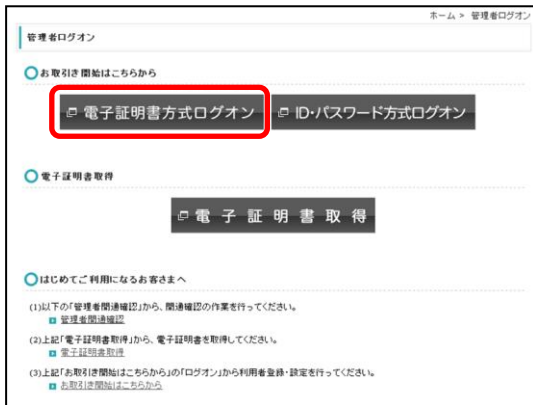 ホーム > 管理者ログオン
管理者ログオン
お取引き開始はこちらから
電子証明書方式ログオン ID・パスワード方式ログオン
電子証明書取得
電子証明書取得
はじめてご利用になるお客さまへ
(1)以下の「管理者開通確認」から、開通確認の作業を行ってください。
管理者開通確認
(2)上記「電子証明書取得」から、電子証明書を取得してください。
電子証明書取得
(3)上記「お取引き開始はこちらから」の「ログオン」から利用者登録・設定を行ってください。
お取引き開始はこちらから